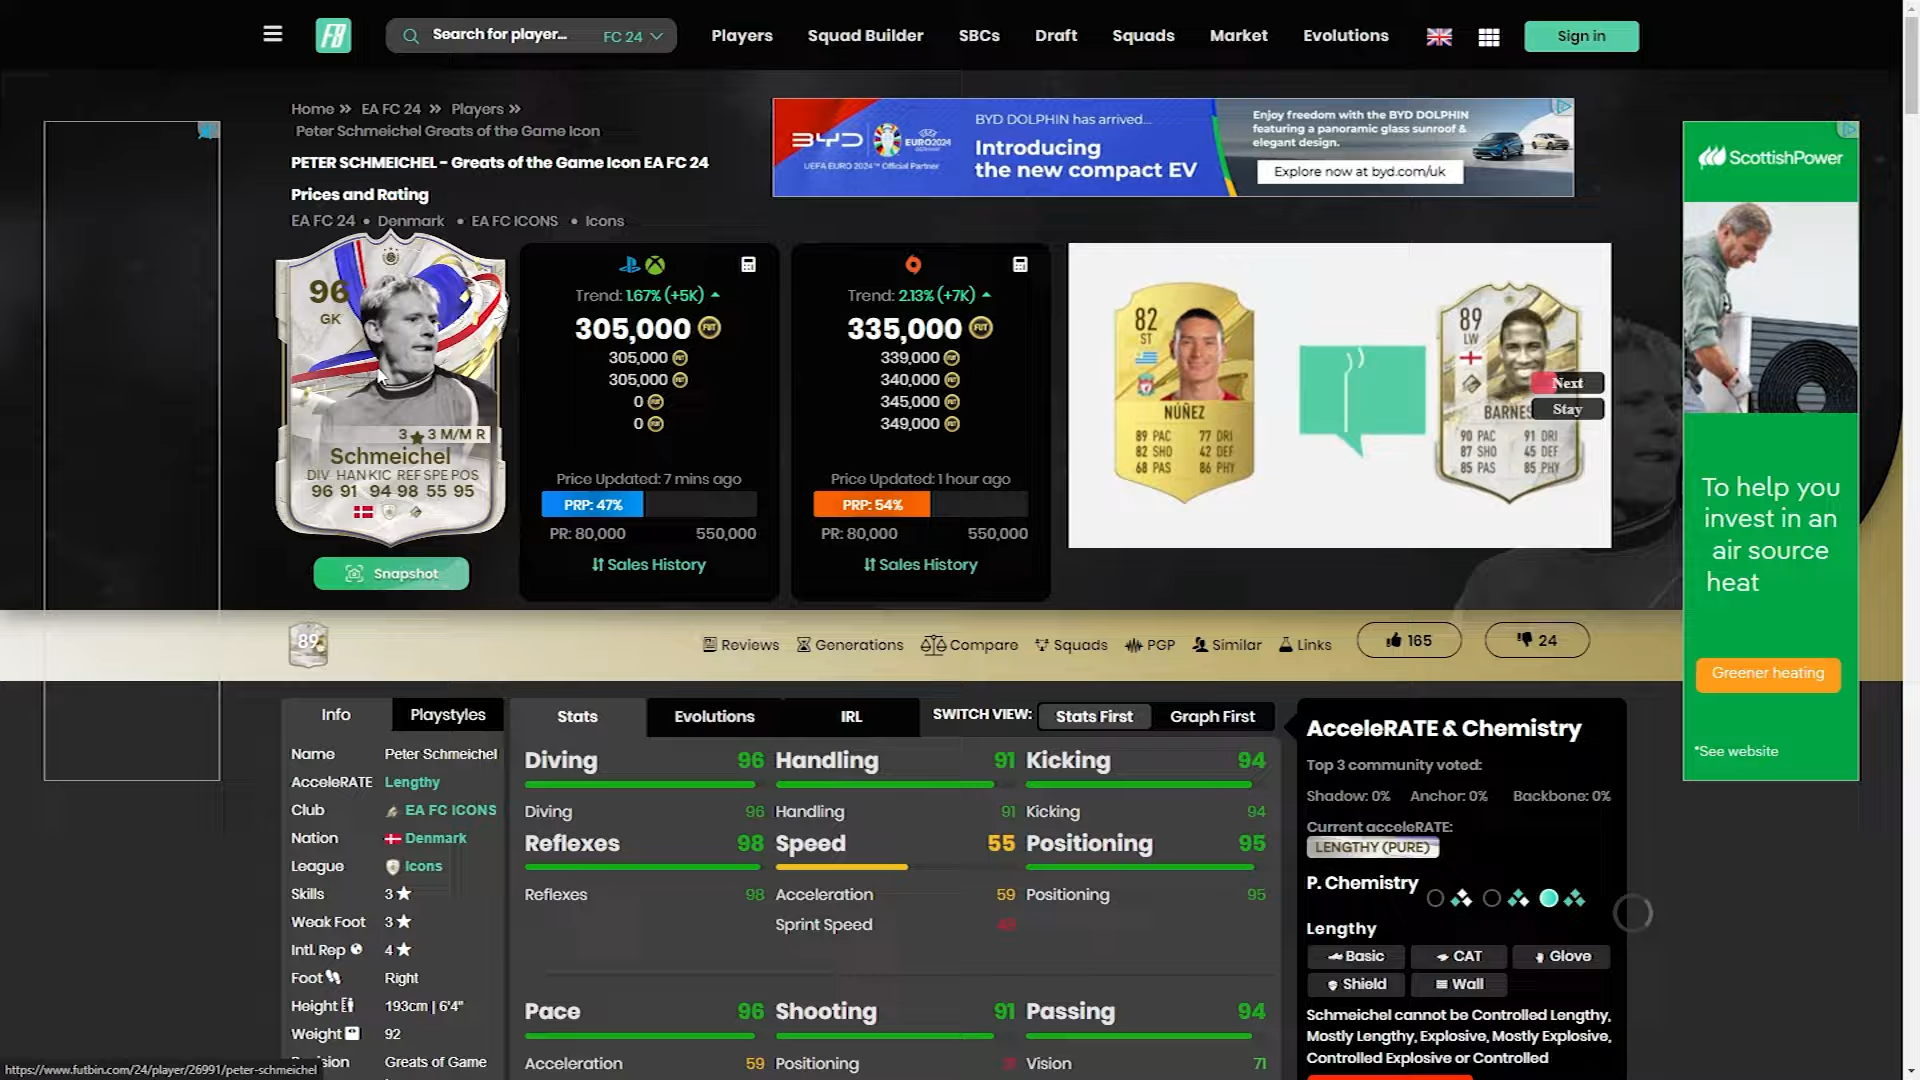 Search for player...
FC 24
Players
Squad Builder
SBCs
Draft
Squads
Market
Evolutions
Sign in
Home » EA FC 24 » Players »
Peter Schmeichel Greats of the Game Icon
PETER SCHMEICHEL - Greats of the Game Icon EA FC 24
Prices and Rating
EA FC 24 • Denmark • EA FC ICONS • Icons
BYD
EURO2024
UEFA EURO 2024™ Official Partner
BYD DOLPHIN has arrived...
Introducing
the new compact EV
Enjoy freedom with the BYD DOLPHIN
featuring a panoramic glass sunroof &
elegant design.
Explore now at byd.com/uk
ScottishPower
96
GK
3 ★ 3 M/M R
Schmeichel
DIV HAN KIC REF SPE POS
96 91 94 98 55 95
Snapshot
Trend: 1.67% (+5K)
305,000
305,000
305,000
0
0
Price Updated: 7 mins ago
PRP: 47%
PR: 80,000 550,000
Sales History
Trend: 2.13% (+7K)
335,000
339,000
340,000
345,000
349,000
Price Updated: 1 hour ago
PRP: 54%
PR: 80,000 550,000
Sales History
82
ST
NÚÑEZ
89 PAC 77 DRI
82 SHO 42 DEF
68 PAS 86 PHY
89
LW
BARNES
90 PAC 91 DRI
87 SHO 45 DEF
85 PAS 85 PHY
Next
Stay
To help you
invest in an
air source
heat
Greener heating
*See website
89
Reviews
Generations
Compare
Squads
PGP
Similar
Links
165
24
Info
Playstyles
Name Peter Schmeichel
AcceleRATE Lengthy
Club EA FC ICONS
Nation Denmark
League Icons
Skills 3 ★
Weak Foot 3 ★
Intl. Rep 4 ★
Foot Right
Height 193cm | 6'4"
Weight 92
Greats of Game
Stats
Evolutions
IRL
SWITCH VIEW:
Stats First
Graph First
Diving 96 Handling 91 Kicking 94
Diving 96 Handling 91 Kicking 94
Reflexes 98 Speed 55 Positioning 95
Reflexes 98 Acceleration 59 Positioning 95
Sprint Speed
Pace 96 Shooting 91 Passing 94
Acceleration 59 Positioning Vision 71
AcceleRATE & Chemistry
Top 3 community voted:
Shadow: 0% Anchor: 0% Backbone: 0%
Current acceleRATE:
LENGTHY (PURE)
P. Chemistry
Lengthy
Basic
CAT
Glove
Shield
Wall
Schmeichel cannot be Controlled Lengthy,
Mostly Lengthy, Explosive, Mostly Explosive,
Controlled Explosive or Controlled
https://www.futbin.com/24/player/26991/peter-schmeichel